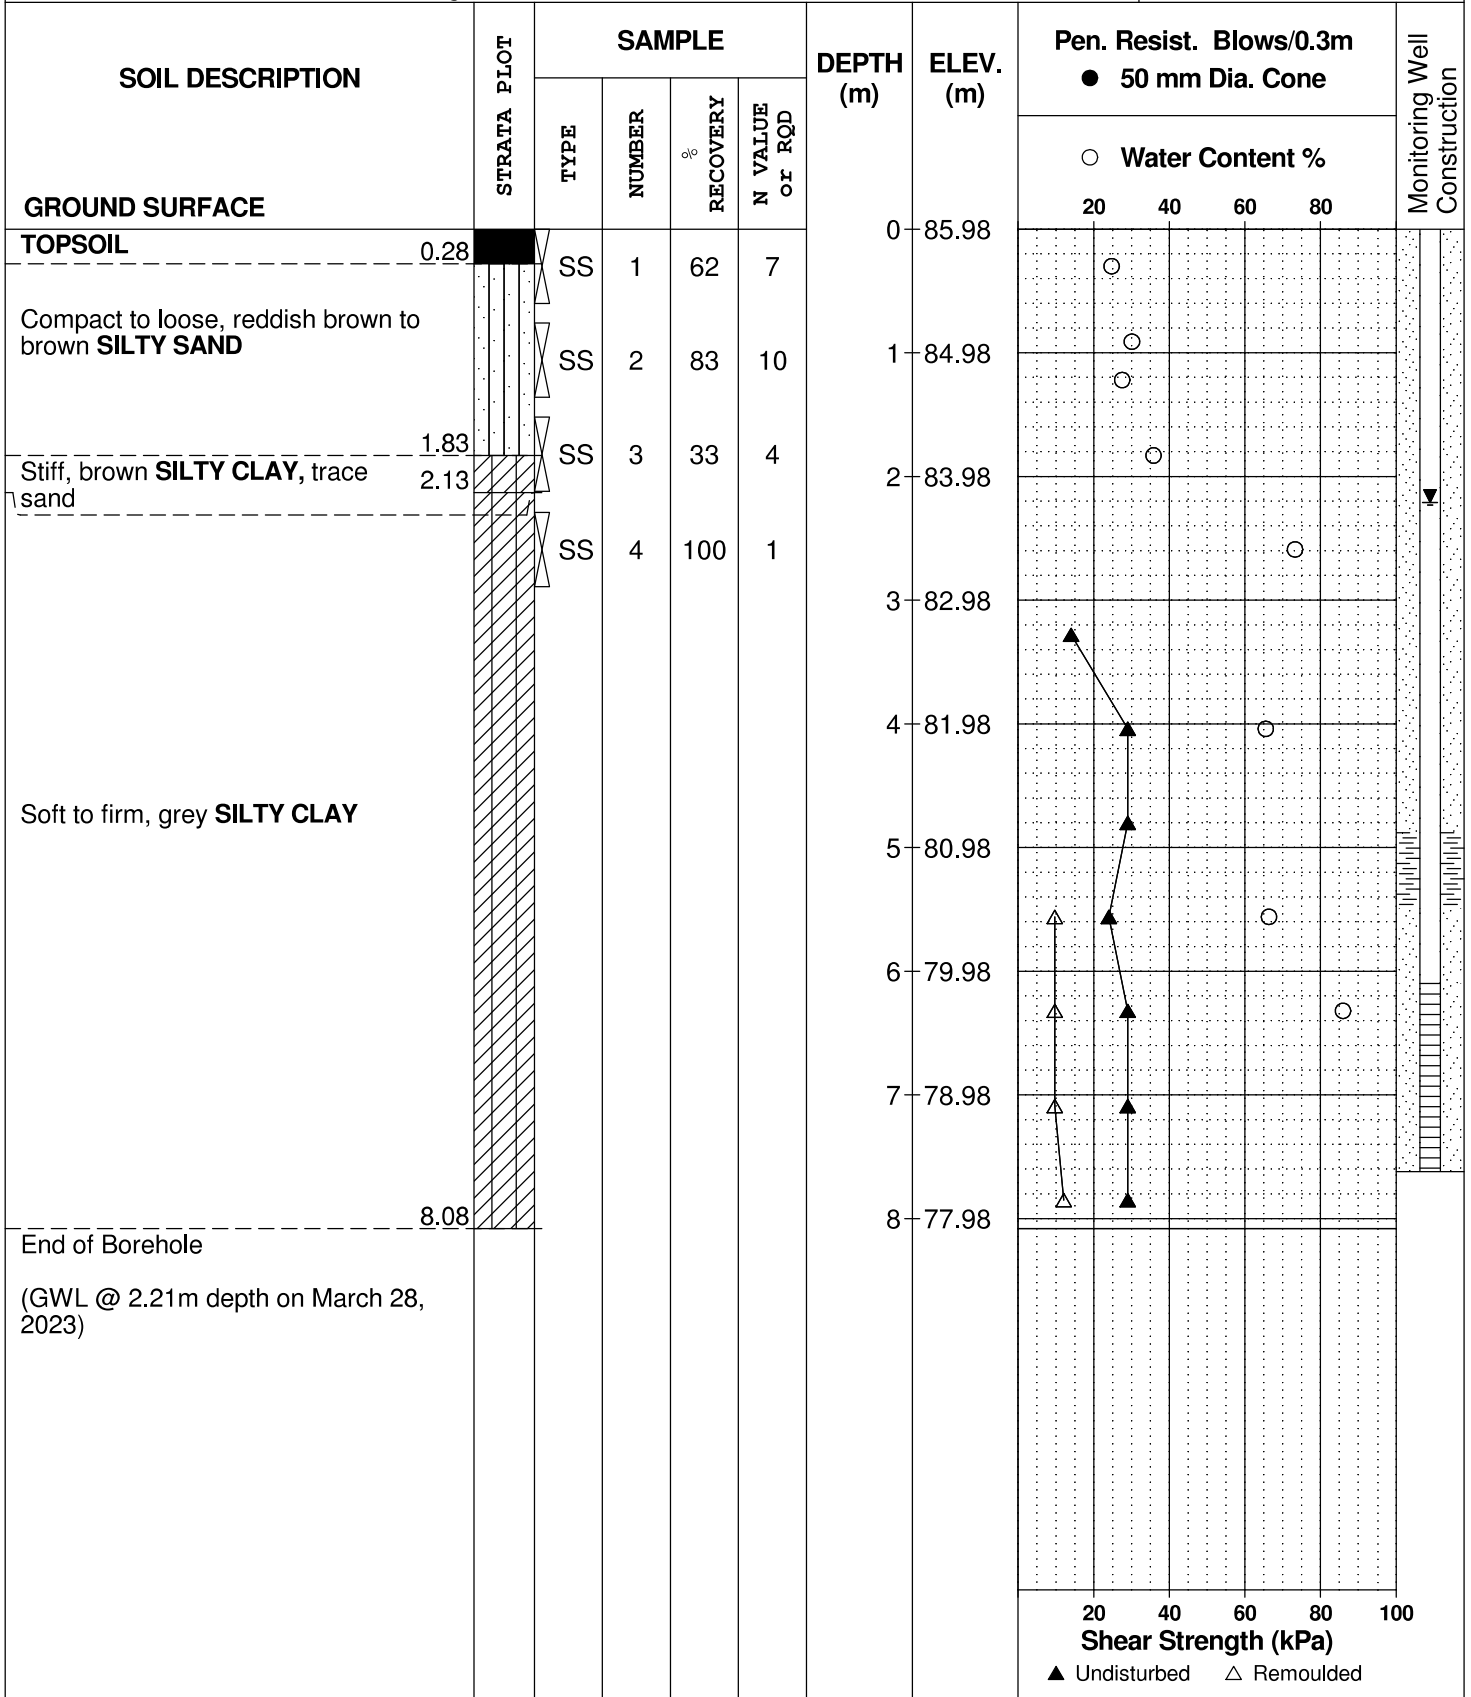 SOIL DESCRIPTION
GROUND SURFACE
STRATA PLOT
SAMPLE
TYPE
NUMBER
% RECOVERY
N VALUE or RQD
DEPTH (m)
ELEV. (m)
Pen. Resist. Blows/0.3m
● 50 mm Dia. Cone
○ Water Content %
20 40 60 80
Monitoring Well Construction
TOPSOIL 0.28
SS 1 62 7
0 85.98
Compact to loose, reddish brown to
brown SILTY SAND
SS 2 83 10
1 84.98
1.83
SS 3 33 4
Stiff, brown SILTY CLAY, trace
sand
2.13
2 83.98
SS 4 100 1
3 82.98
4 81.98
Soft to firm, grey SILTY CLAY
5 80.98
6 79.98
7 78.98
8.08
8 77.98
End of Borehole
(GWL @ 2.21m depth on March 28,
2023)
20 40 60 80 100
Shear Strength (kPa)
▲ Undisturbed △ Remoulded